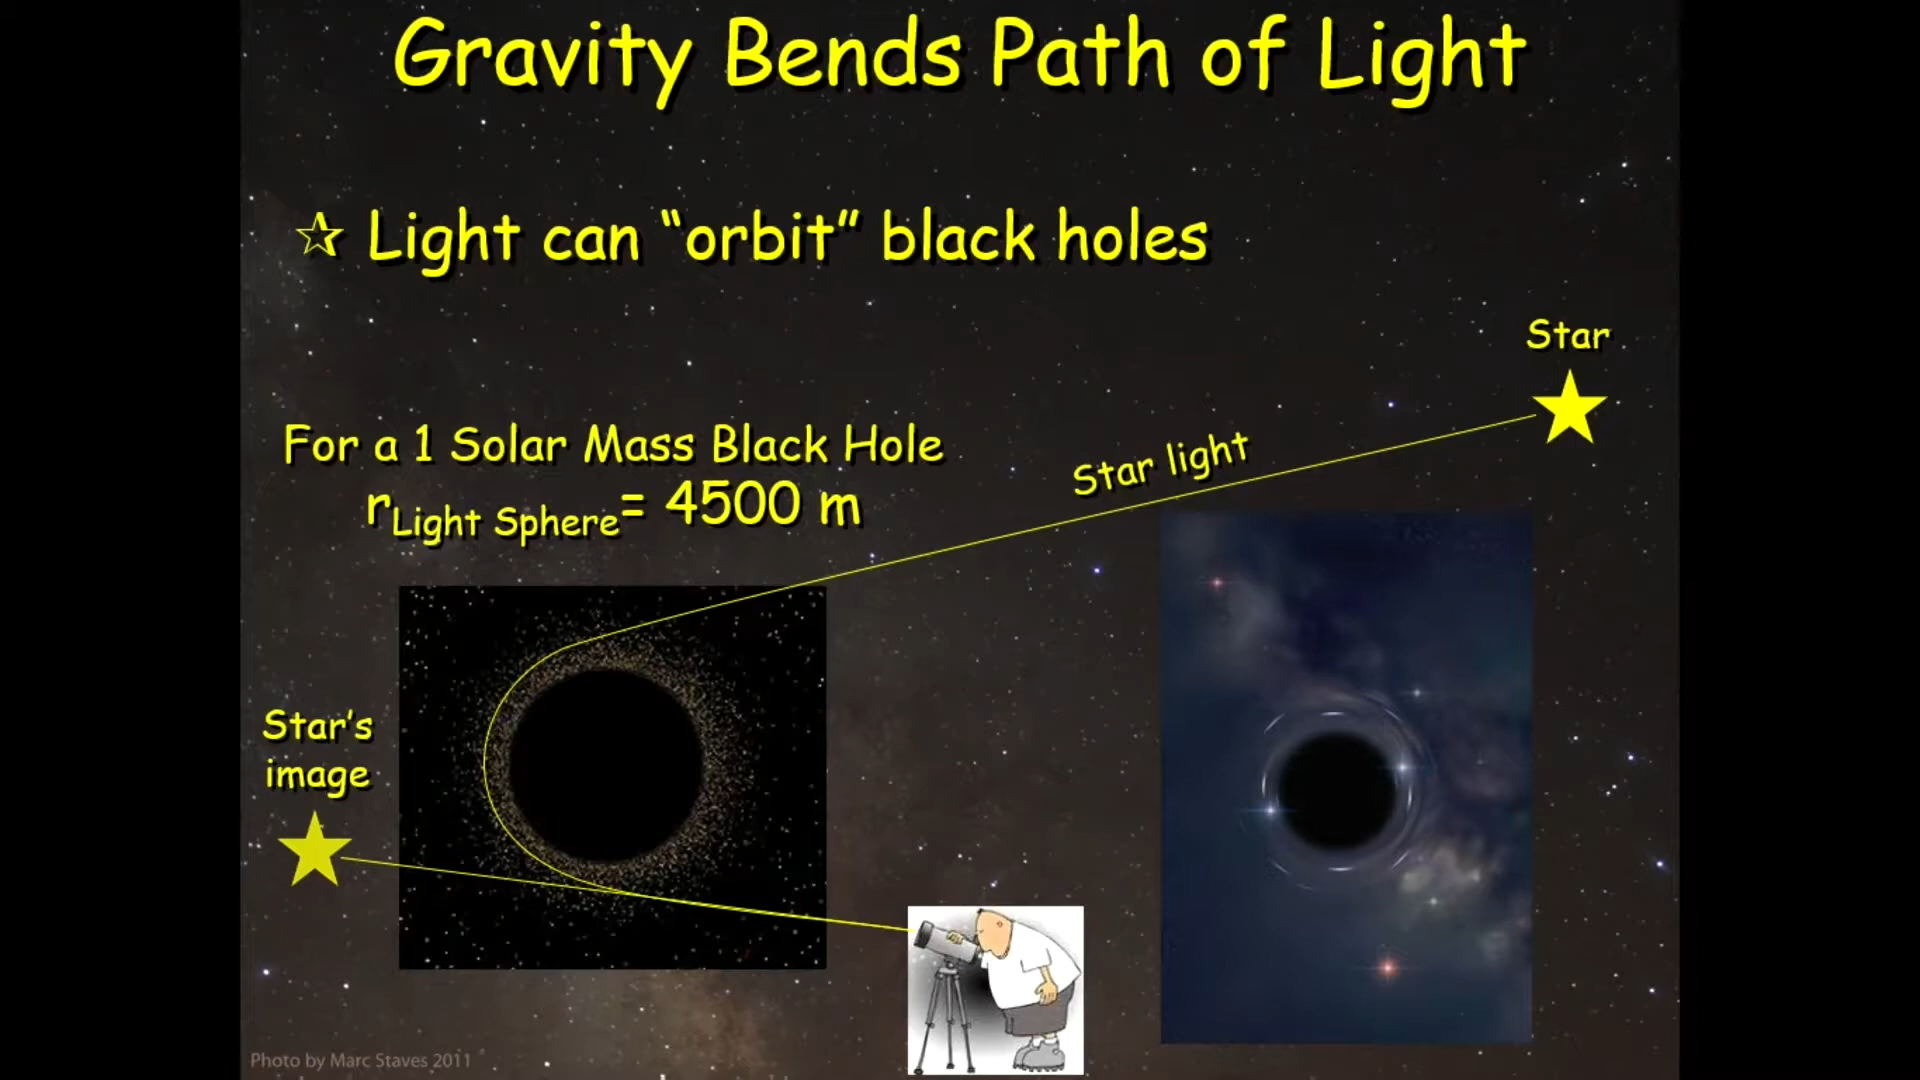 Gravity Bends Path of Light
☆ Light can “orbit” black holes
Star
Star light
For a 1 Solar Mass Black Hole
rLight Sphere= 4500 m
Star’s
image
Photo by Marc Staves 2011